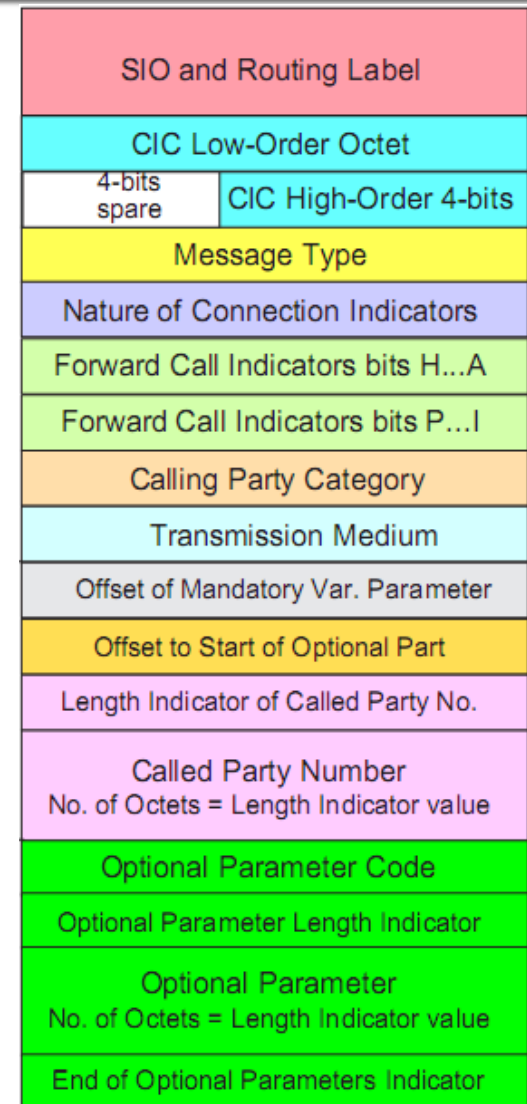 SIO and Routing Label
CIC Low-Order Octet
4-bits
spare
CIC High-Order 4-bits
Message Type
Nature of Connection Indicators
Forward Call Indicators bits H...A
Forward Call Indicators bits P...I
Calling Party Category
Transmission Medium
Offset of Mandatory Var. Parameter
Offset to Start of Optional Part
Length Indicator of Called Party No.
Called Party Number
No. of Octets = Length Indicator value
Optional Parameter Code
Optional Parameter Length Indicator
Optional Parameter
No. of Octets = Length Indicator value
End of Optional Parameters Indicator